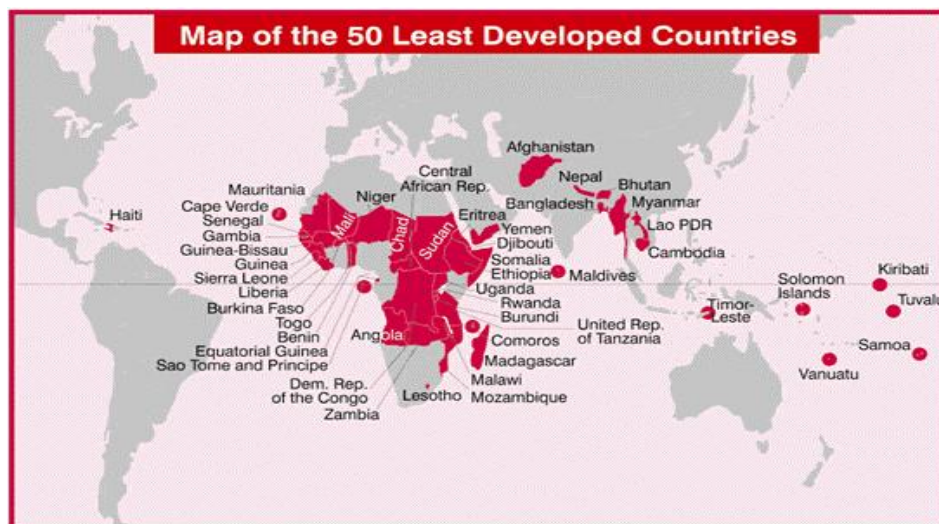 Map of the 50 Least Developed Countries
Afghanistan
Nepal
Bhutan
Bangladesh
Myanmar
Lao PDR
Cambodia
Central
African Rep.
Mauritania
Niger
Cape Verde
Haiti
Senegal
Gambia
Guinea-Bissau
Guinea
Sierra Leone
Liberia
Burkina Faso
Togo
Benin
Equatorial Guinea
Sao Tome and Principe
Mali
Chad
Sudan
Eritrea
Yemen
Djibouti
Somalia
Ethiopia
Uganda
Rwanda
Burundi
Maldives
Solomon
Islands
Kiribati
Tuvalu
Timor-
Leste
Samoa
Vanuatu
United Rep.
of Tanzania
Angola
Comoros
Madagascar
Malawi
Mozambique
Lesotho
Dem. Rep.
of the Congo
Zambia